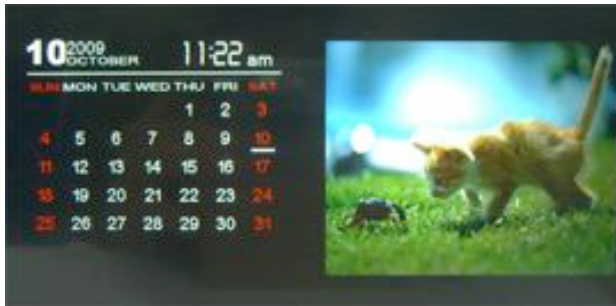 10 2009 OCTOBER 11:22 am
SUN MON TUE WED THU FRI SAT
1 2 3
4 5 6 7 8 9 10
11 12 13 14 15 16 17
18 19 20 21 22 23 24
25 26 27 28 29 30 31